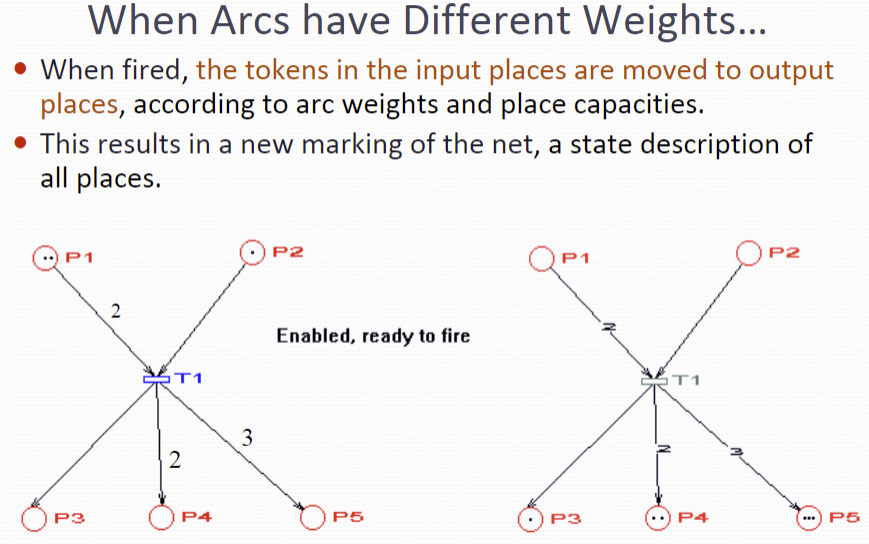 When Arcs have Different Weights...
• When fired, the tokens in the input places are moved to output
places, according to arc weights and place capacities.
• This results in a new marking of the net, a state description of
all places.
P1
P2
P1
P2
2
Enabled, ready to fire
2
T1
T1
3
2
2
3
P3
P4
P5
P3
P4
P5